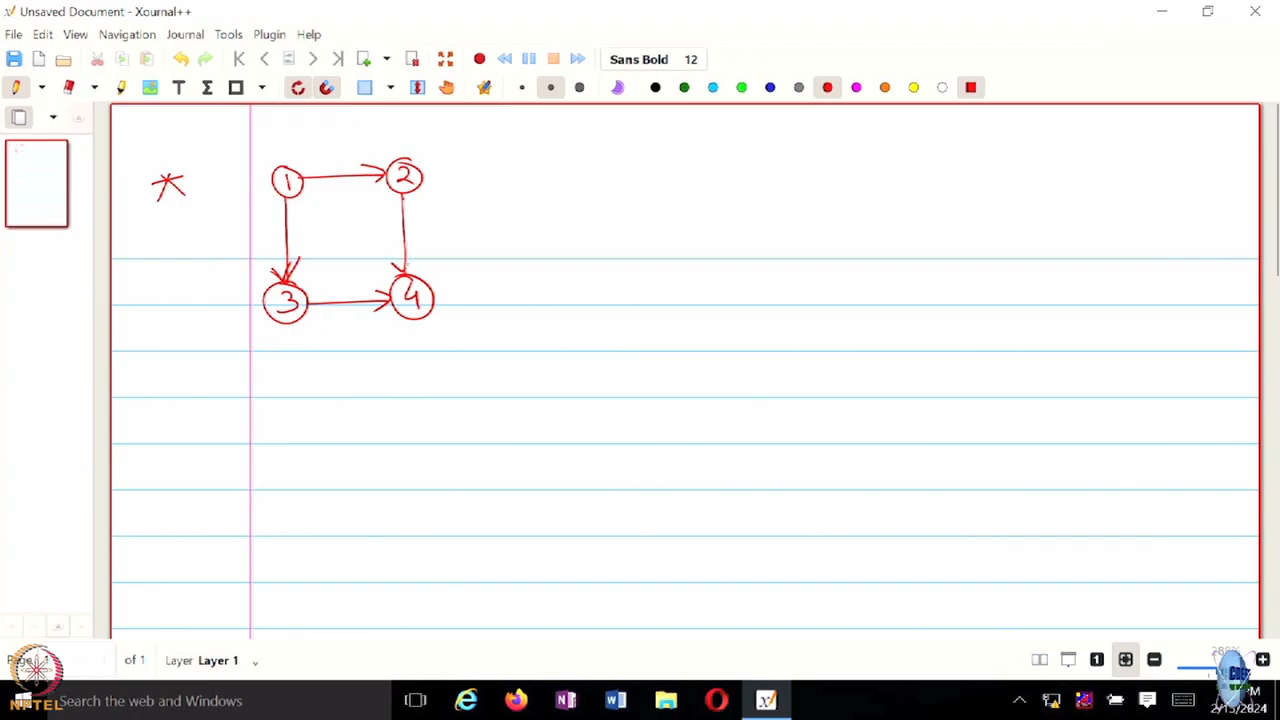 Unsaved Document - Xournal++
File Edit View Navigation Journal Tools Plugin Help
Sans Bold 12
1 2
3 4
of 1 Layer Layer 1
NPTEL
Search the web and Windows